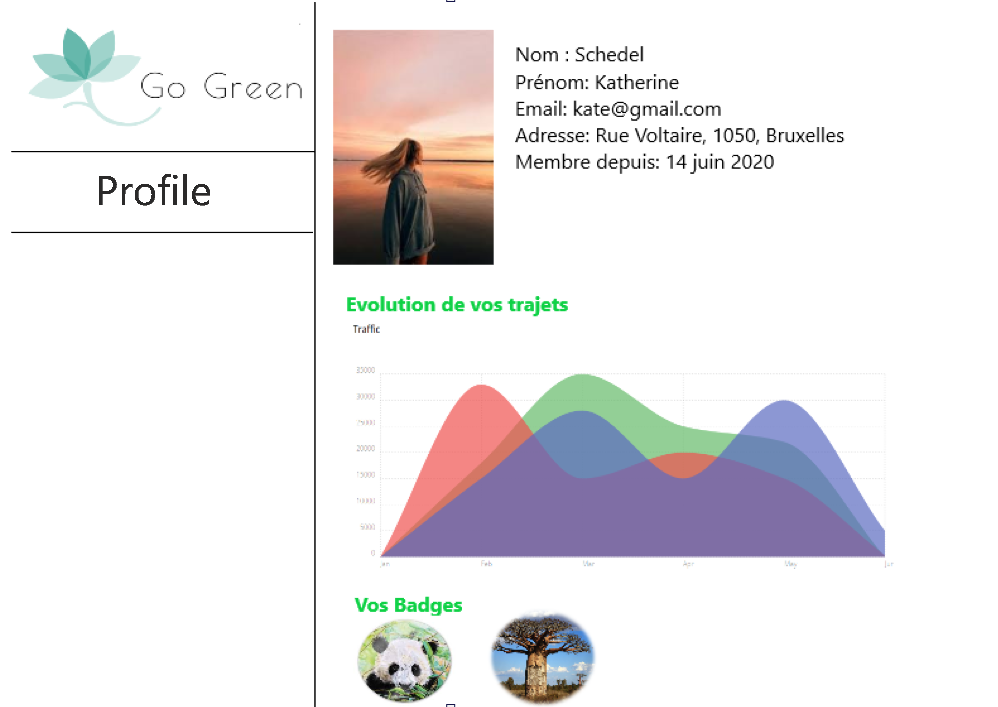 Go Green
Profile
Nom : Schedel
Prénom: Katherine
Email: kate@gmail.com
Adresse: Rue Voltaire, 1050, Bruxelles
Membre depuis: 14 juin 2020
Evolution de vos trajets
Traffic
35000
30000
25000
20000
15000
10000
5000
0
Jan Feb Mar Apr May Jun
Vos Badges